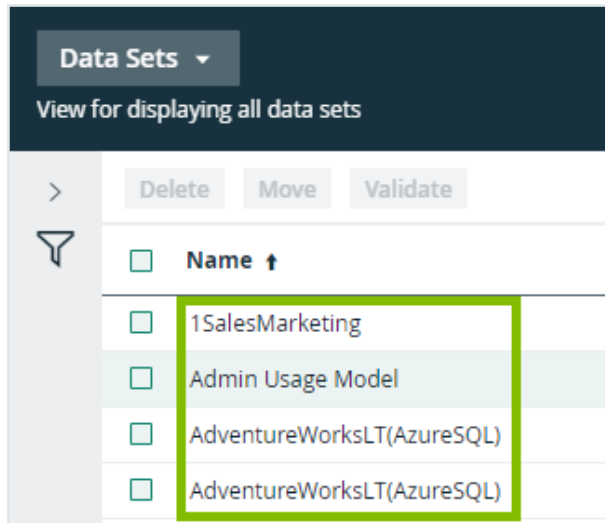 Data Sets
View for displaying all data sets
Delete Move Validate
Name
1SalesMarketing
Admin Usage Model
AdventureWorksLT(AzureSQL)
AdventureWorksLT(AzureSQL)